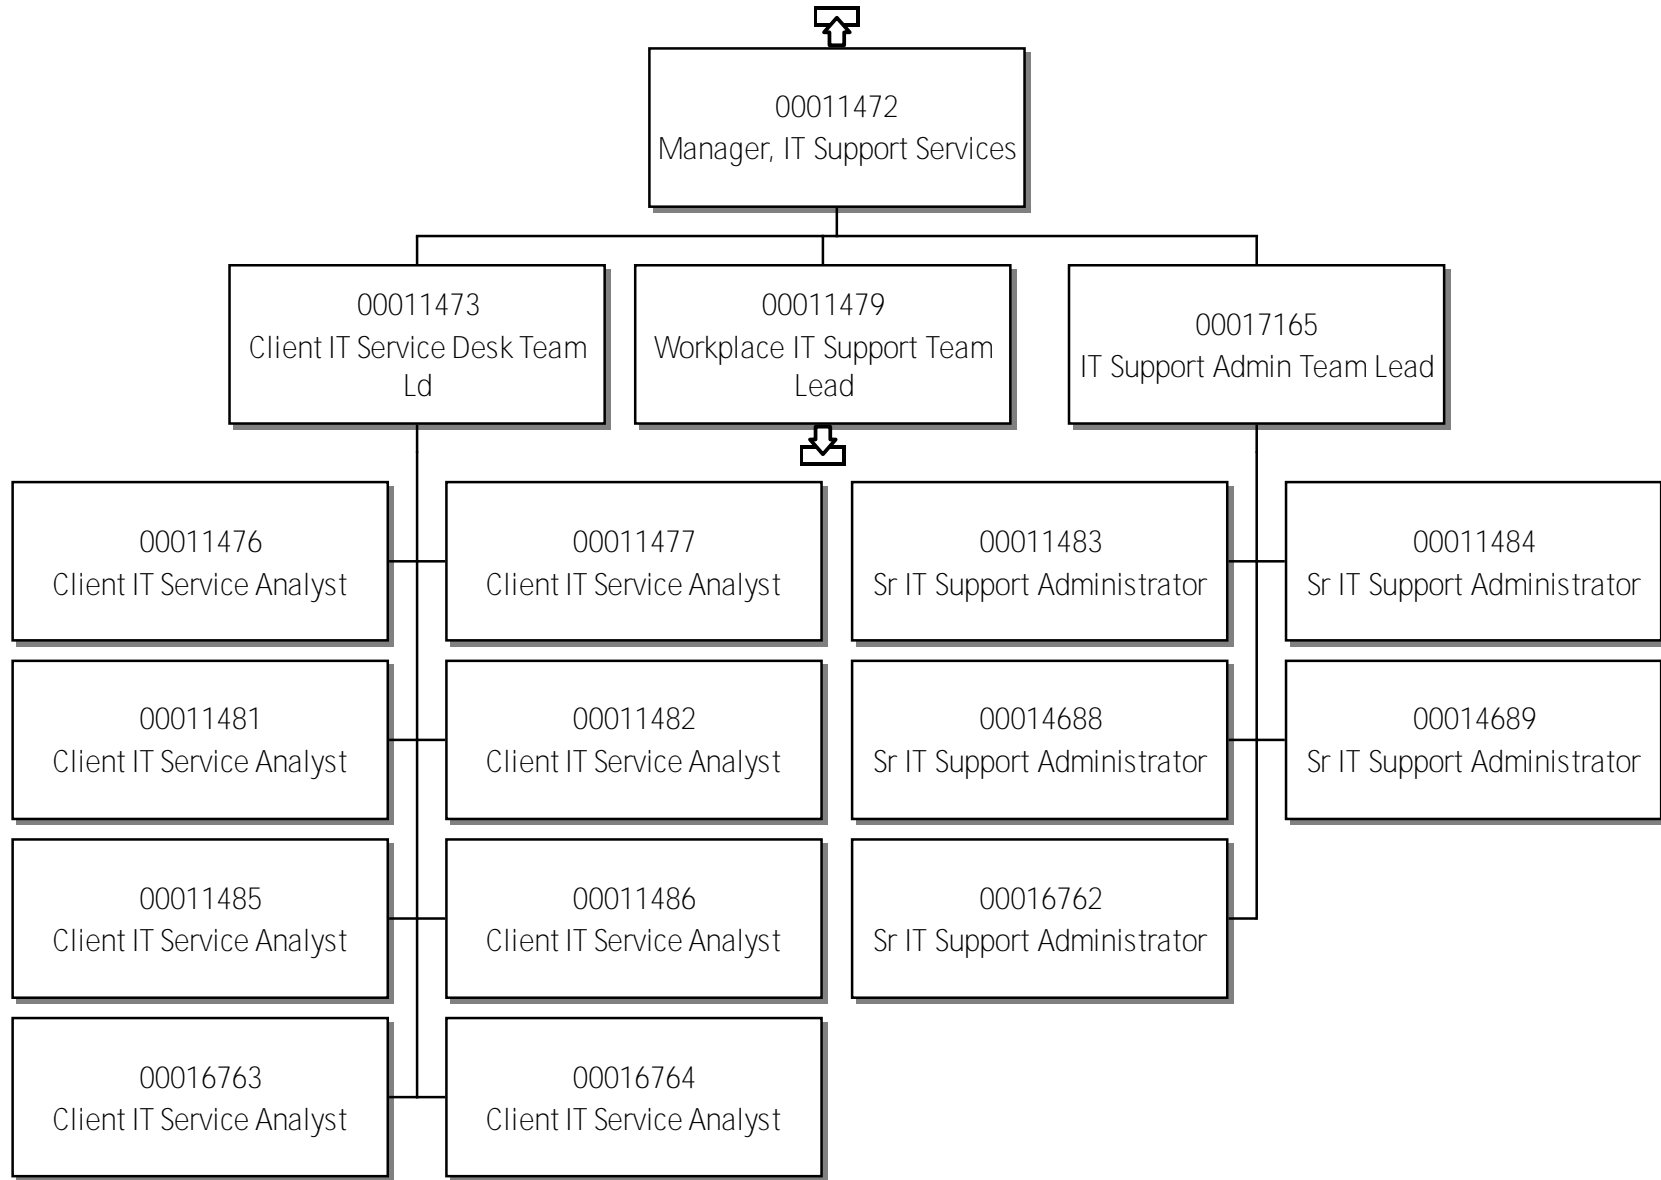 00011472
Manager, IT Support Services
00011473
Client IT Service Desk Team
Ld
00011479
Workplace IT Support Team
Lead
00017165
IT Support Admin Team Lead
00011476
Client IT Service Analyst
00011477
Client IT Service Analyst
00011483
Sr IT Support Administrator
00011484
Sr IT Support Administrator
00011481
Client IT Service Analyst
00011482
Client IT Service Analyst
00014688
Sr IT Support Administrator
00014689
Sr IT Support Administrator
00011485
Client IT Service Analyst
00011486
Client IT Service Analyst
00016762
Sr IT Support Administrator
00016763
Client IT Service Analyst
00016764
Client IT Service Analyst